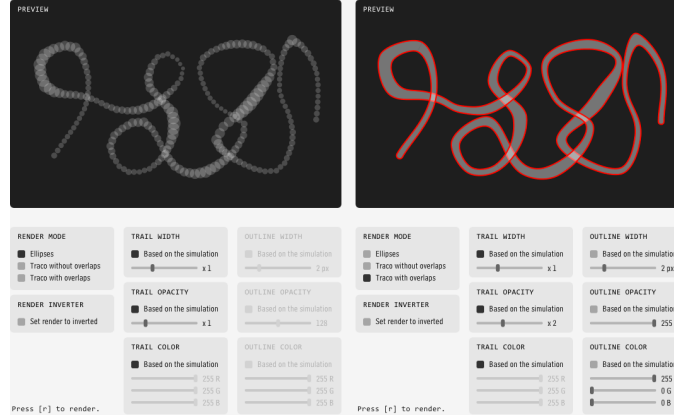 PREVIEW
RENDER MODE
Ellipses
Traco without overlaps
Traco with overlaps
RENDER INVERTER
Set render to inverted
TRAIL WIDTH
Based on the simulation
x 1
TRAIL OPACITY
Based on the simulation
x 1
TRAIL COLOR
Based on the simulation
255 R
255 G
255 B
OUTLINE WIDTH
Based on the simulation
2 px
OUTLINE OPACITY
Based on the simulation
128
OUTLINE COLOR
Based on the simulation
255 R
255 G
255 B
Press [r] to render.
PREVIEW
RENDER MODE
Ellipses
Traco without overlaps
Traco with overlaps
RENDER INVERTER
Set render to inverted
TRAIL WIDTH
Based on the simulation
x 1
TRAIL OPACITY
Based on the simulation
x 2
TRAIL COLOR
Based on the simulation
255 R
255 G
255 B
OUTLINE WIDTH
Based on the simulatio
2 px
OUTLINE OPACITY
Based on the simulatio
255
OUTLINE COLOR
Based on the simulatio
255
0 G
0 B
Press [r] to render.